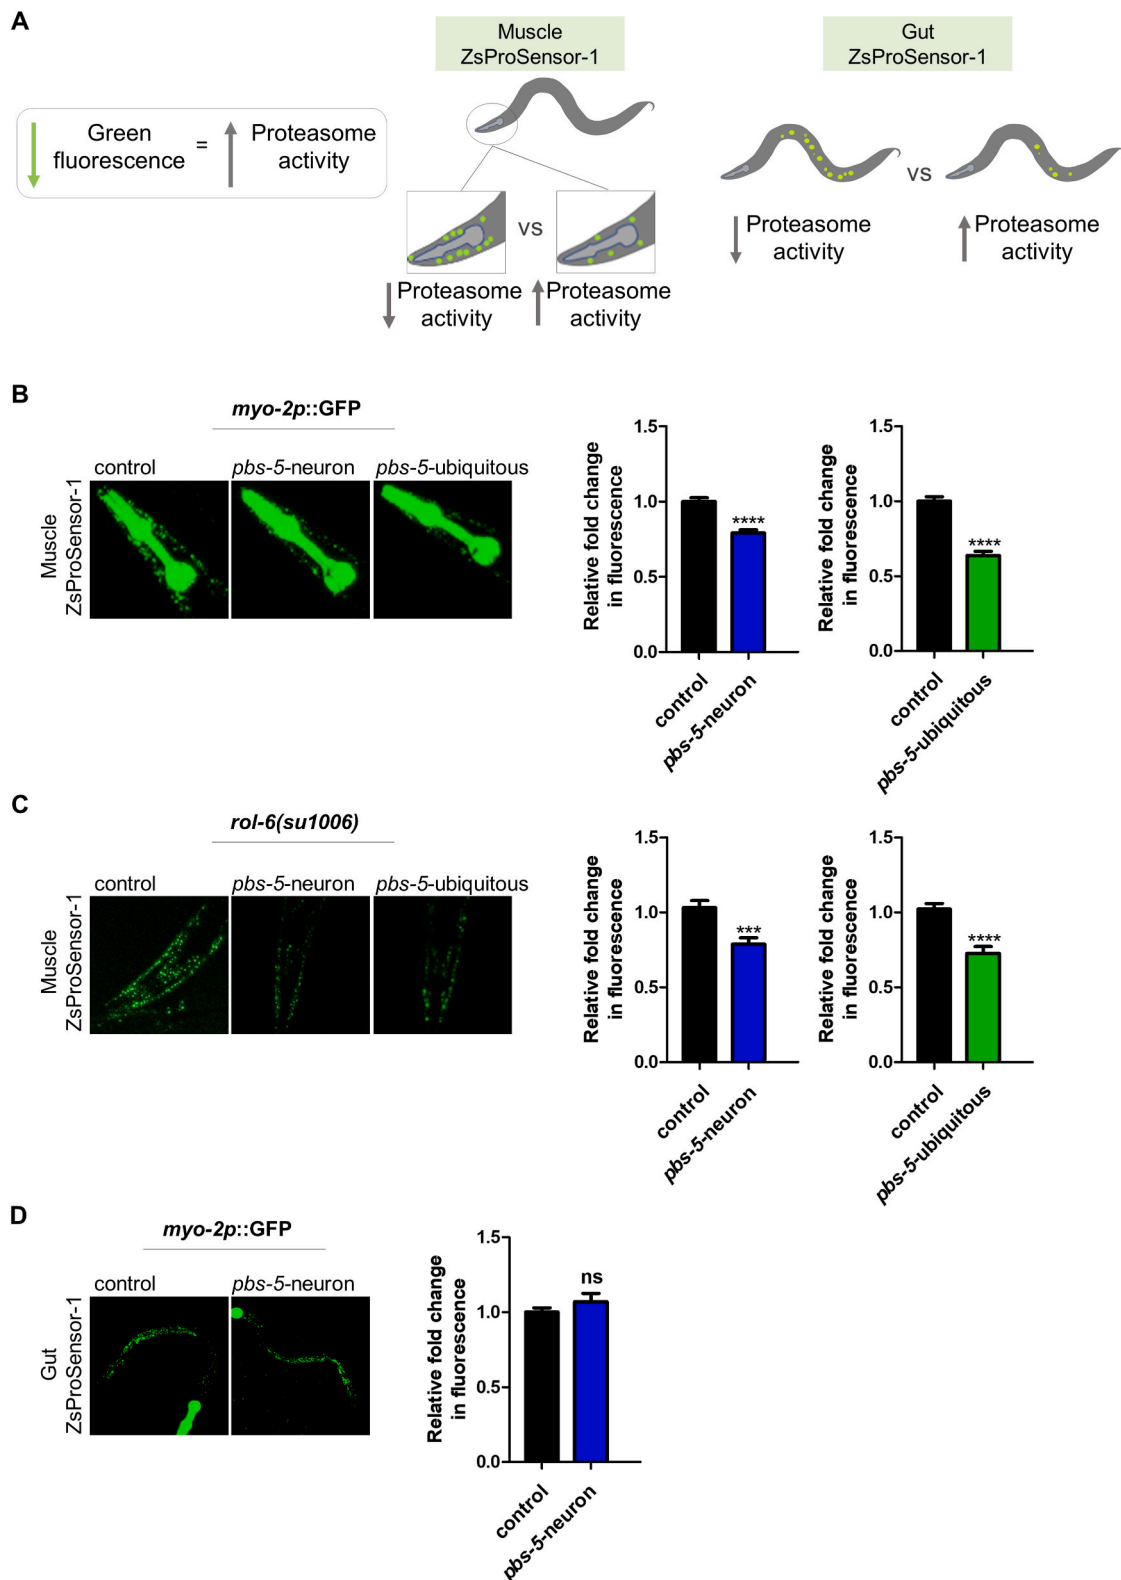 A
Muscle
ZsProSensor-1
Gut
ZsProSensor-1
Green
fluorescence
=
Proteasome
activity
vs
vs
Proteasome
activity
Proteasome
activity
Proteasome
activity
Proteasome
activity
B
myo-2p::GFP
control
pbs-5-neuron
pbs-5-ubiquitous
Muscle
ZsProSensor-1
Relative fold change
in fluorescence
1.5
1.0
0.5
0.0
****
control
pbs-5-neuron
Relative fold change
in fluorescence
1.5
1.0
0.5
0.0
****
control
pbs-5-ubiquitous
C
rol-6(su1006)
control
pbs-5-neuron
pbs-5-ubiquitous
Muscle
ZsProSensor-1
Relative fold change
in fluorescence
1.5
1.0
0.5
0.0
***
control
pbs-5-neuron
Relative fold change
in fluorescence
1.5
1.0
0.5
0.0
****
control
pbs-5-ubiquitous
D
myo-2p::GFP
control
pbs-5-neuron
Gut
ZsProSensor-1
Relative fold change
in fluorescence
1.5
1.0
0.5
0.0
ns
control
pbs-5-neuron